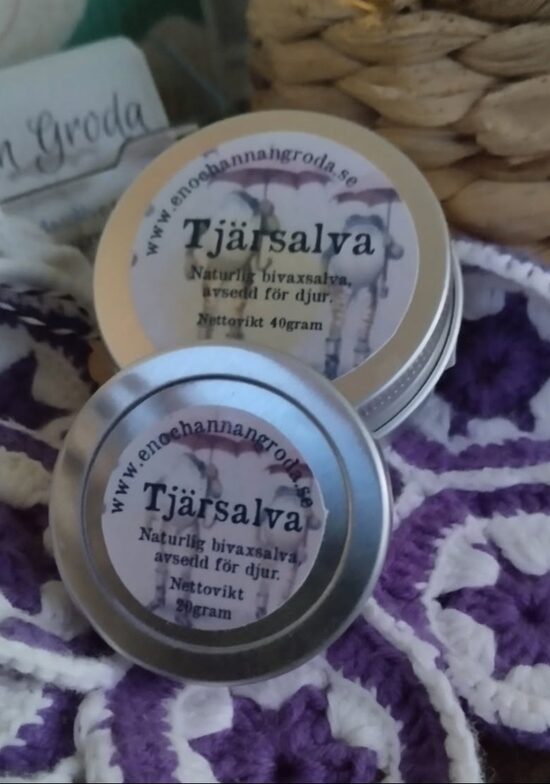 n Groda
www.enochannangroda.se
Tjärsalva
Naturlig bivaxsalva,
avsedd för djur.
Nettovikt 40gram
www.enochannangroda.se
Tjärsalva
Naturlig bivaxsalva,
avsedd för djur.
Nettovikt
20gram